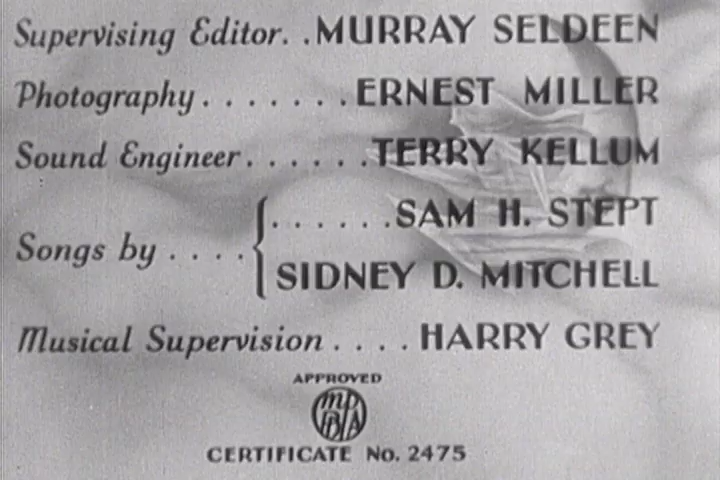 Supervising Editor. .MURRAY SELDEEN
Photography.......ERNEST MILLER
Sound Engineer......TERRY KELLUM
Songs by....{......SAM H. STEPT
SIDNEY D. MITCHELL
Musical Supervision....HARRY GREY
APPROVED
MPPDA
CERTIFICATE No. 2475